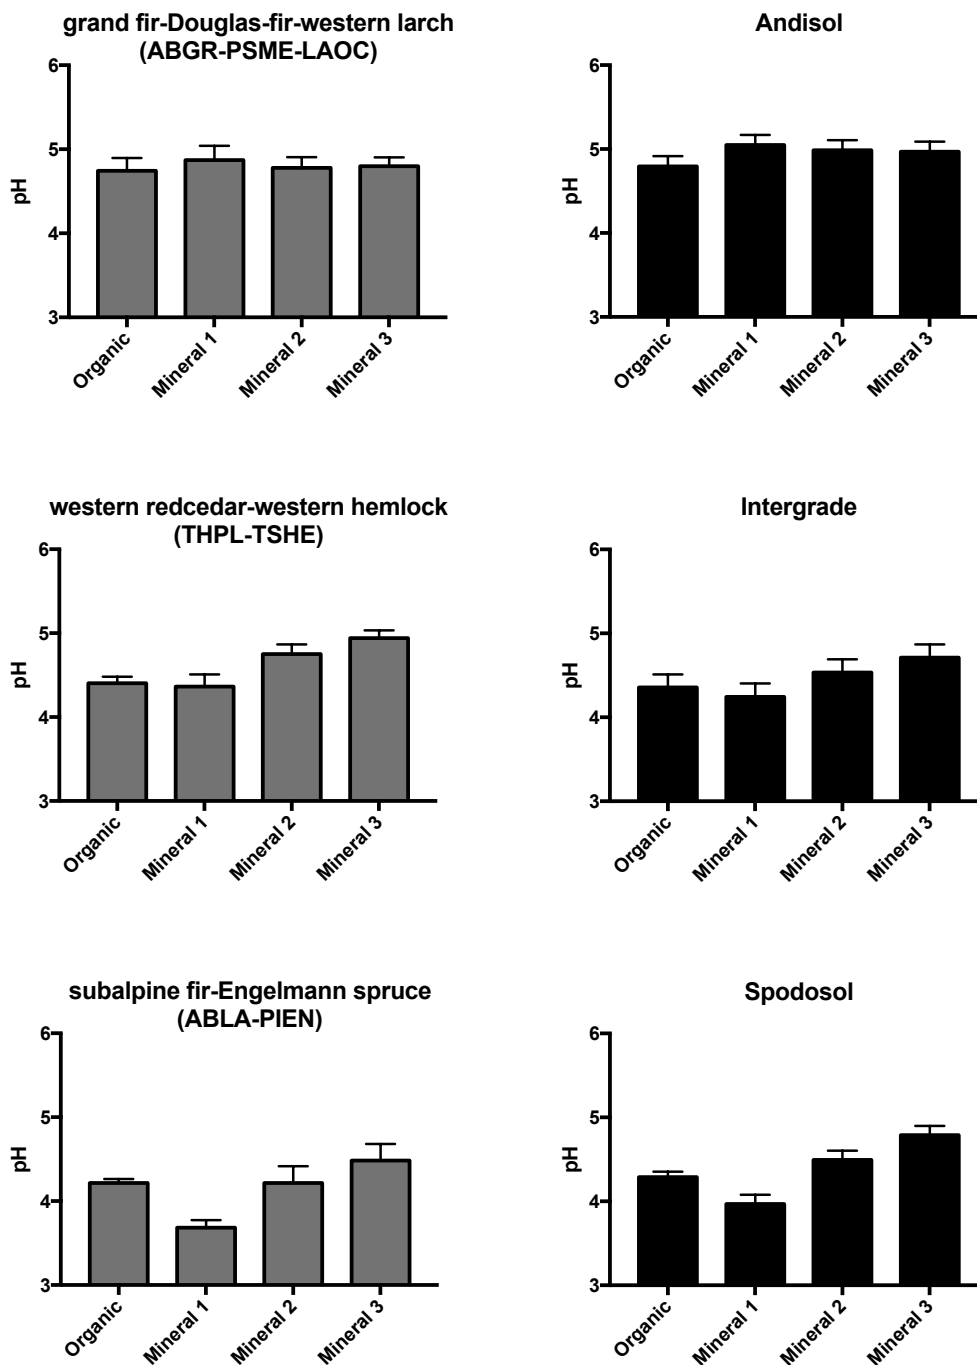 grand fir-Douglas-fir-western larch
(ABGR-PSME-LAOC)
6
5
4
3
pH
Organic
Mineral 1
Mineral 2
Mineral 3
Andisol
6
5
4
3
pH
Organic
Mineral 1
Mineral 2
Mineral 3
western redcedar-western hemlock
(THPL-TSHE)
6
5
4
3
pH
Organic
Mineral 1
Mineral 2
Mineral 3
Intergrade
6
5
4
3
pH
Organic
Mineral 1
Mineral 2
Mineral 3
subalpine fir-Engelmann spruce
(ABLA-PIEN)
6
5
4
3
pH
Organic
Mineral 1
Mineral 2
Mineral 3
Spodosol
6
5
4
3
pH
Organic
Mineral 1
Mineral 2
Mineral 3